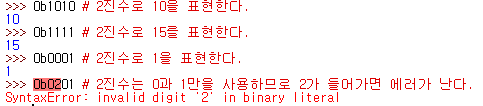 >>> 0b1010 # 2진수로 10을 표현한다.
10
>>> 0b1111 # 2진수로 15를 표현한다.
15
>>> 0b0001 # 2진수로 1을 표현한다.
1
>>> 0b0201 # 2진수는 0과 1만을 사용하므로 2가 들어가면 에러가 난다.
SyntaxError: invalid digit '2' in binary literal